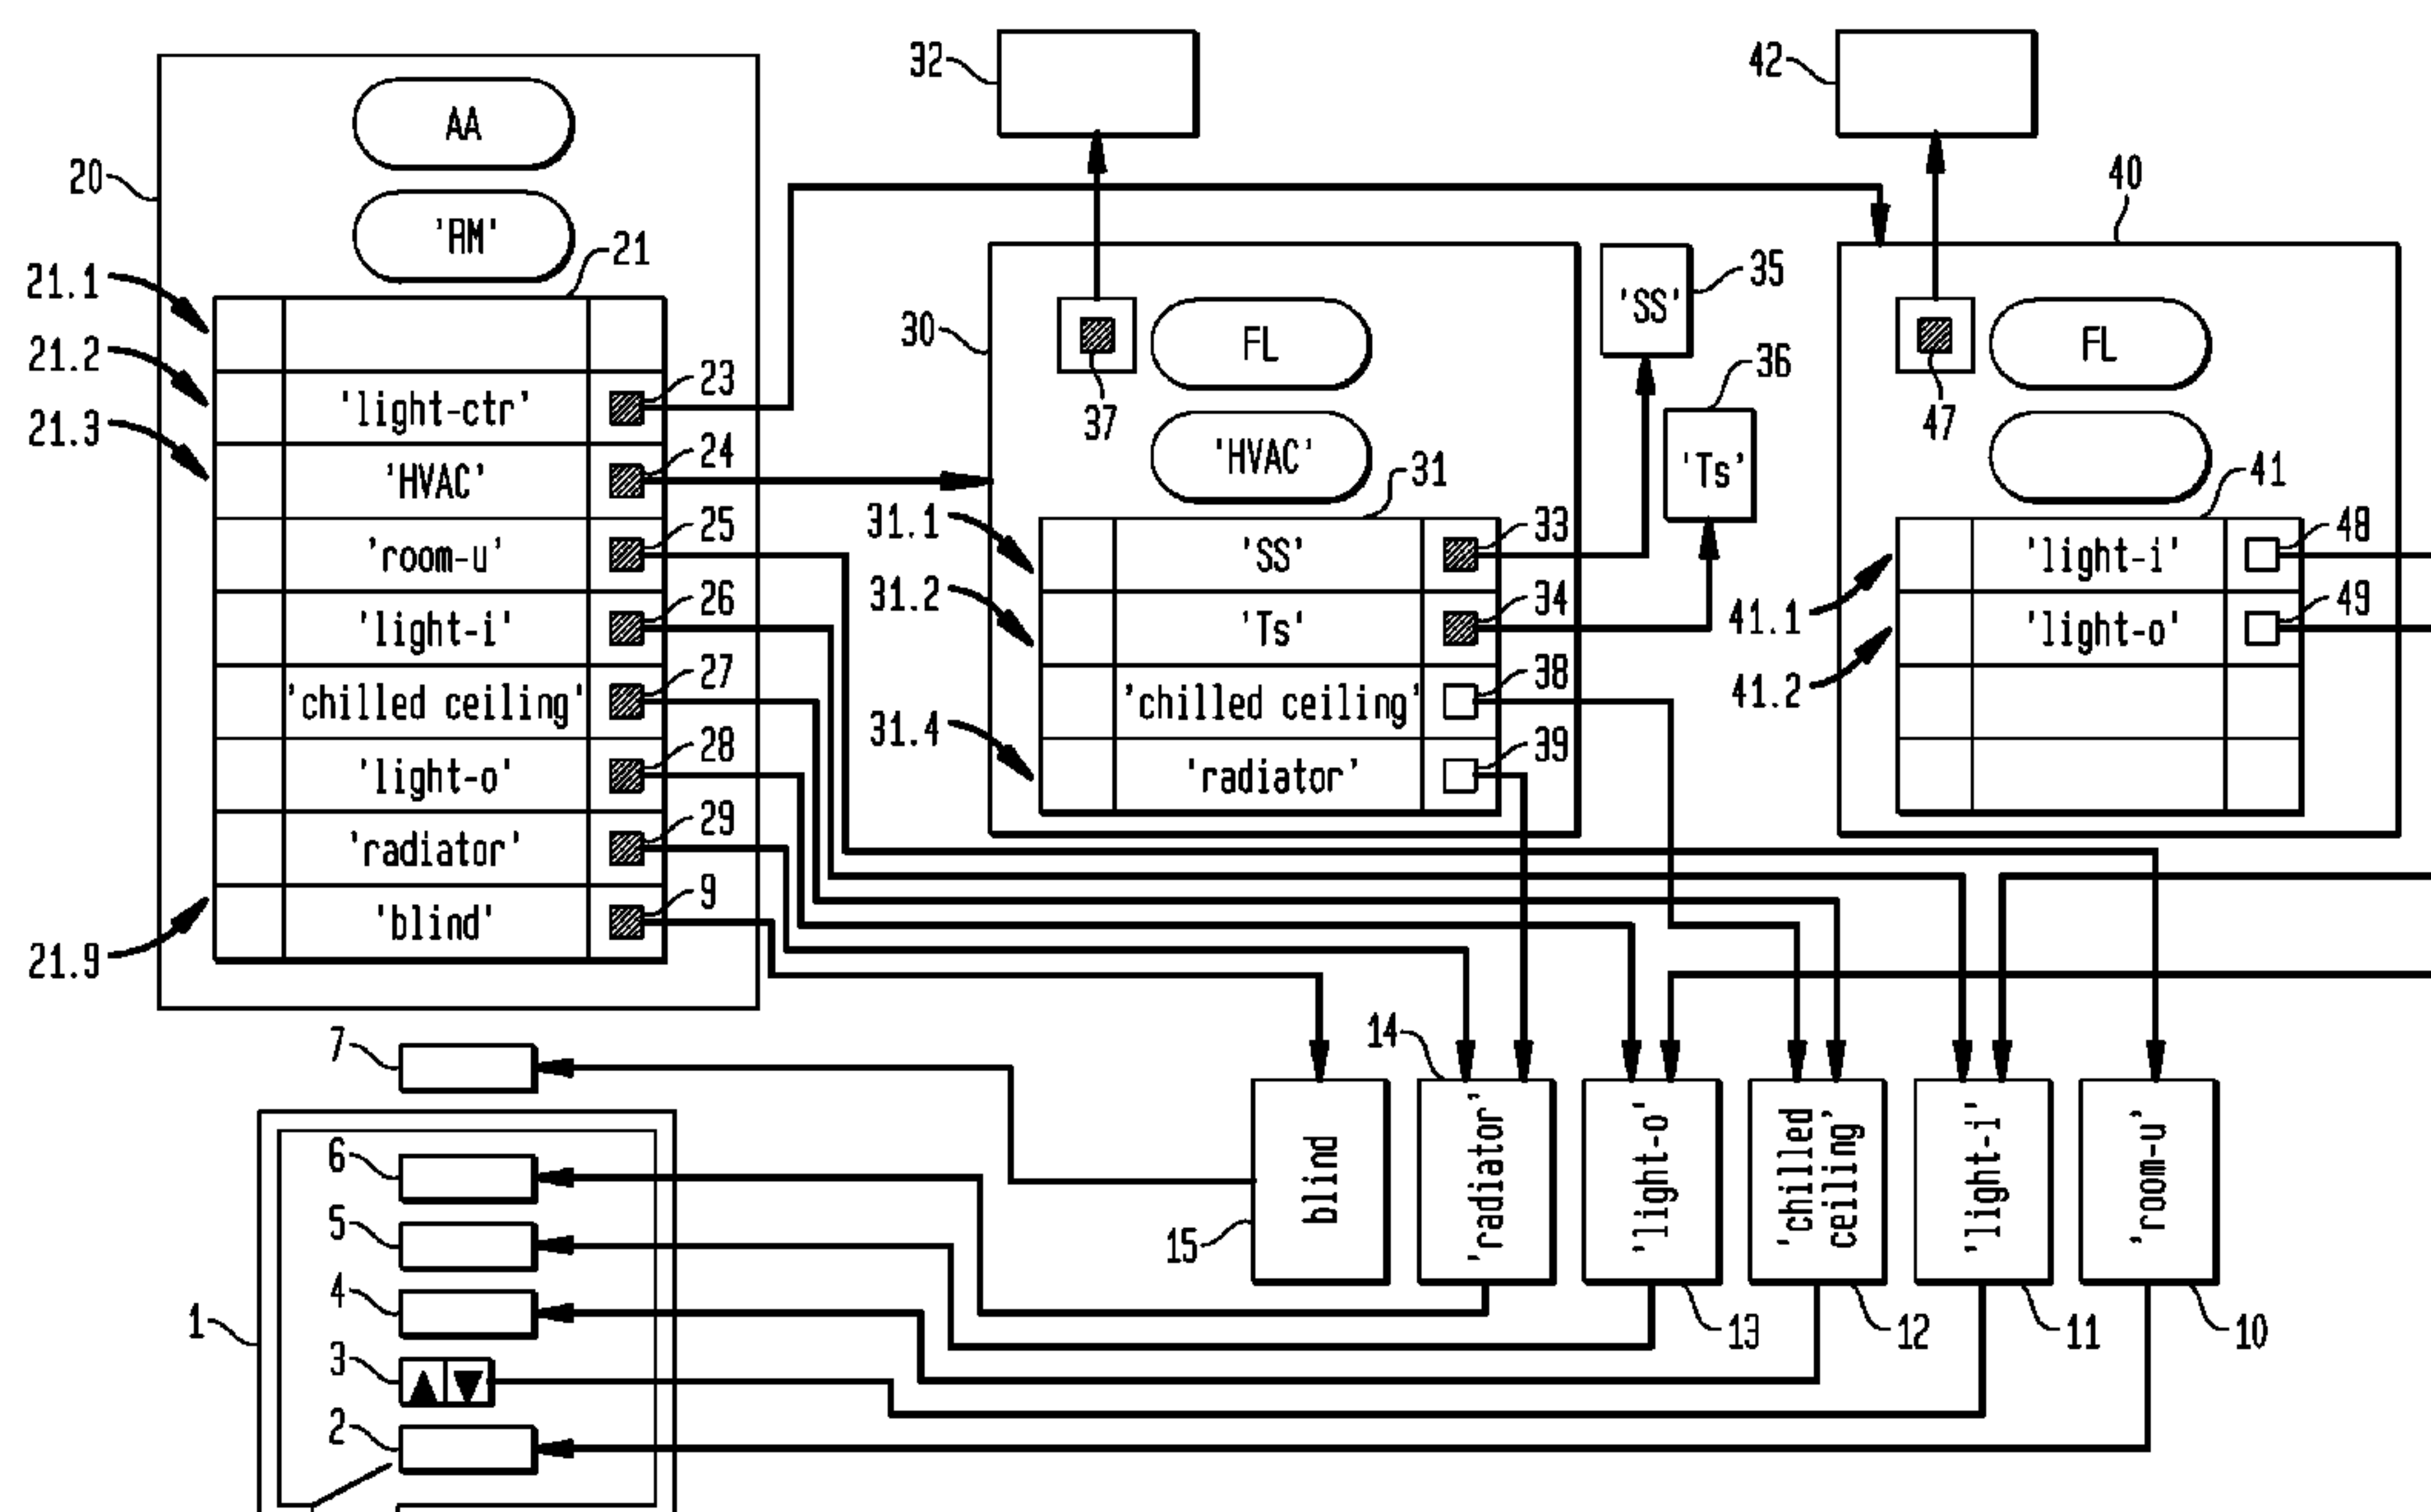 32
42
AA
20
40
'RM'
21
21.1
'SS'
35
30
FL
FL
21.2
'light-ctr'
23
36
37
47
21.3
'HVAC'
24
'HVAC'
31
'Ts'
41
'room-u'
25
31.1
'SS'
33
'light-i'
48
'light-i'
26
31.2
'Ts'
34
41.1
'light-o'
49
'chilled ceiling'
27
'chilled ceiling'
38
41.2
'light-o'
28
31.4
'radiator'
39
'radiator'
29
'blind'
9
21.9
7
14
6
blind
'radiator'
'light-o'
'chilled
ceiling'
'light-i'
'room-u'
5
15
4
1
13
12
11
10
3
2